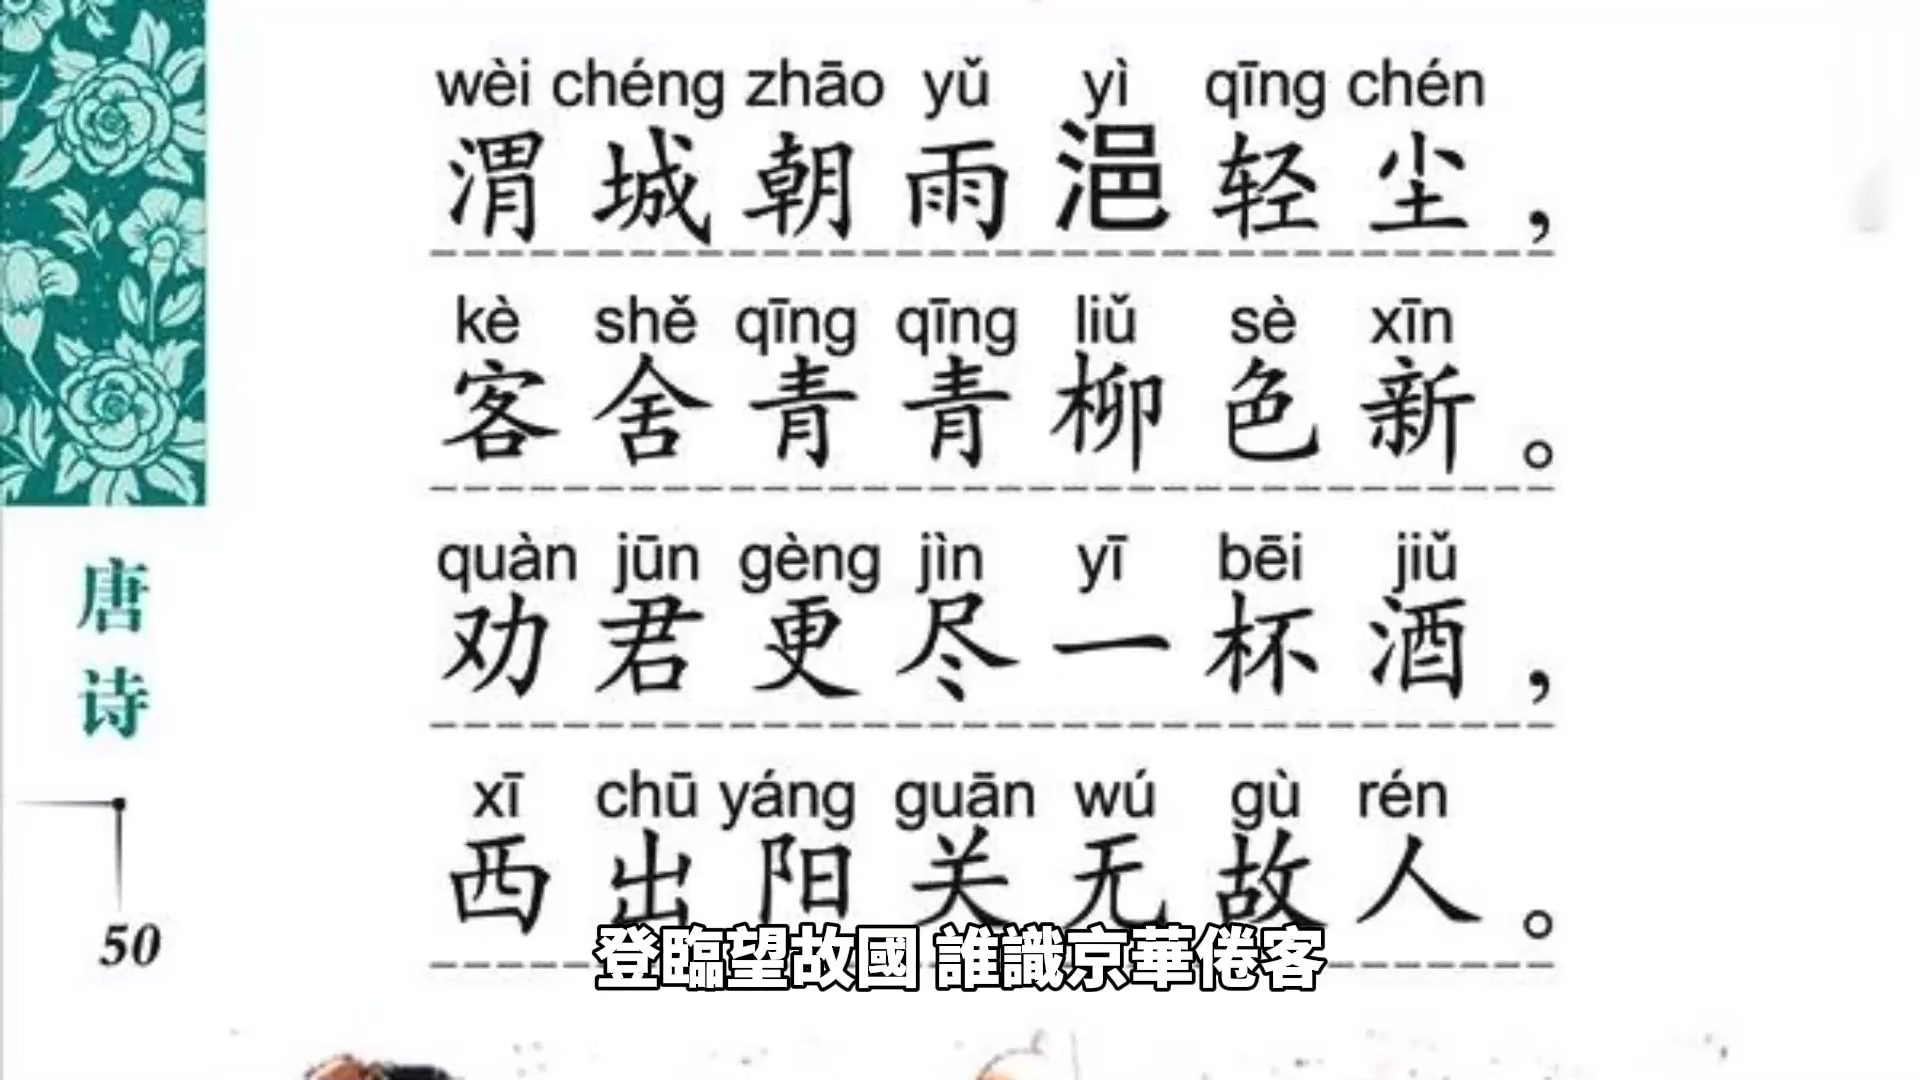 wèi chéng zhāo yǔ yì qīng chén
渭城朝雨浥轻尘，
kè shě qīng qīng liǔ sè xīn
客舍青青柳色新。
quàn jūn gèng jìn yī bēi jiǔ
劝君更尽一杯酒，
xī chū yáng guān wú gù rén
西出阳关无故人。
唐诗
50
登臨望故國 誰識京華倦客